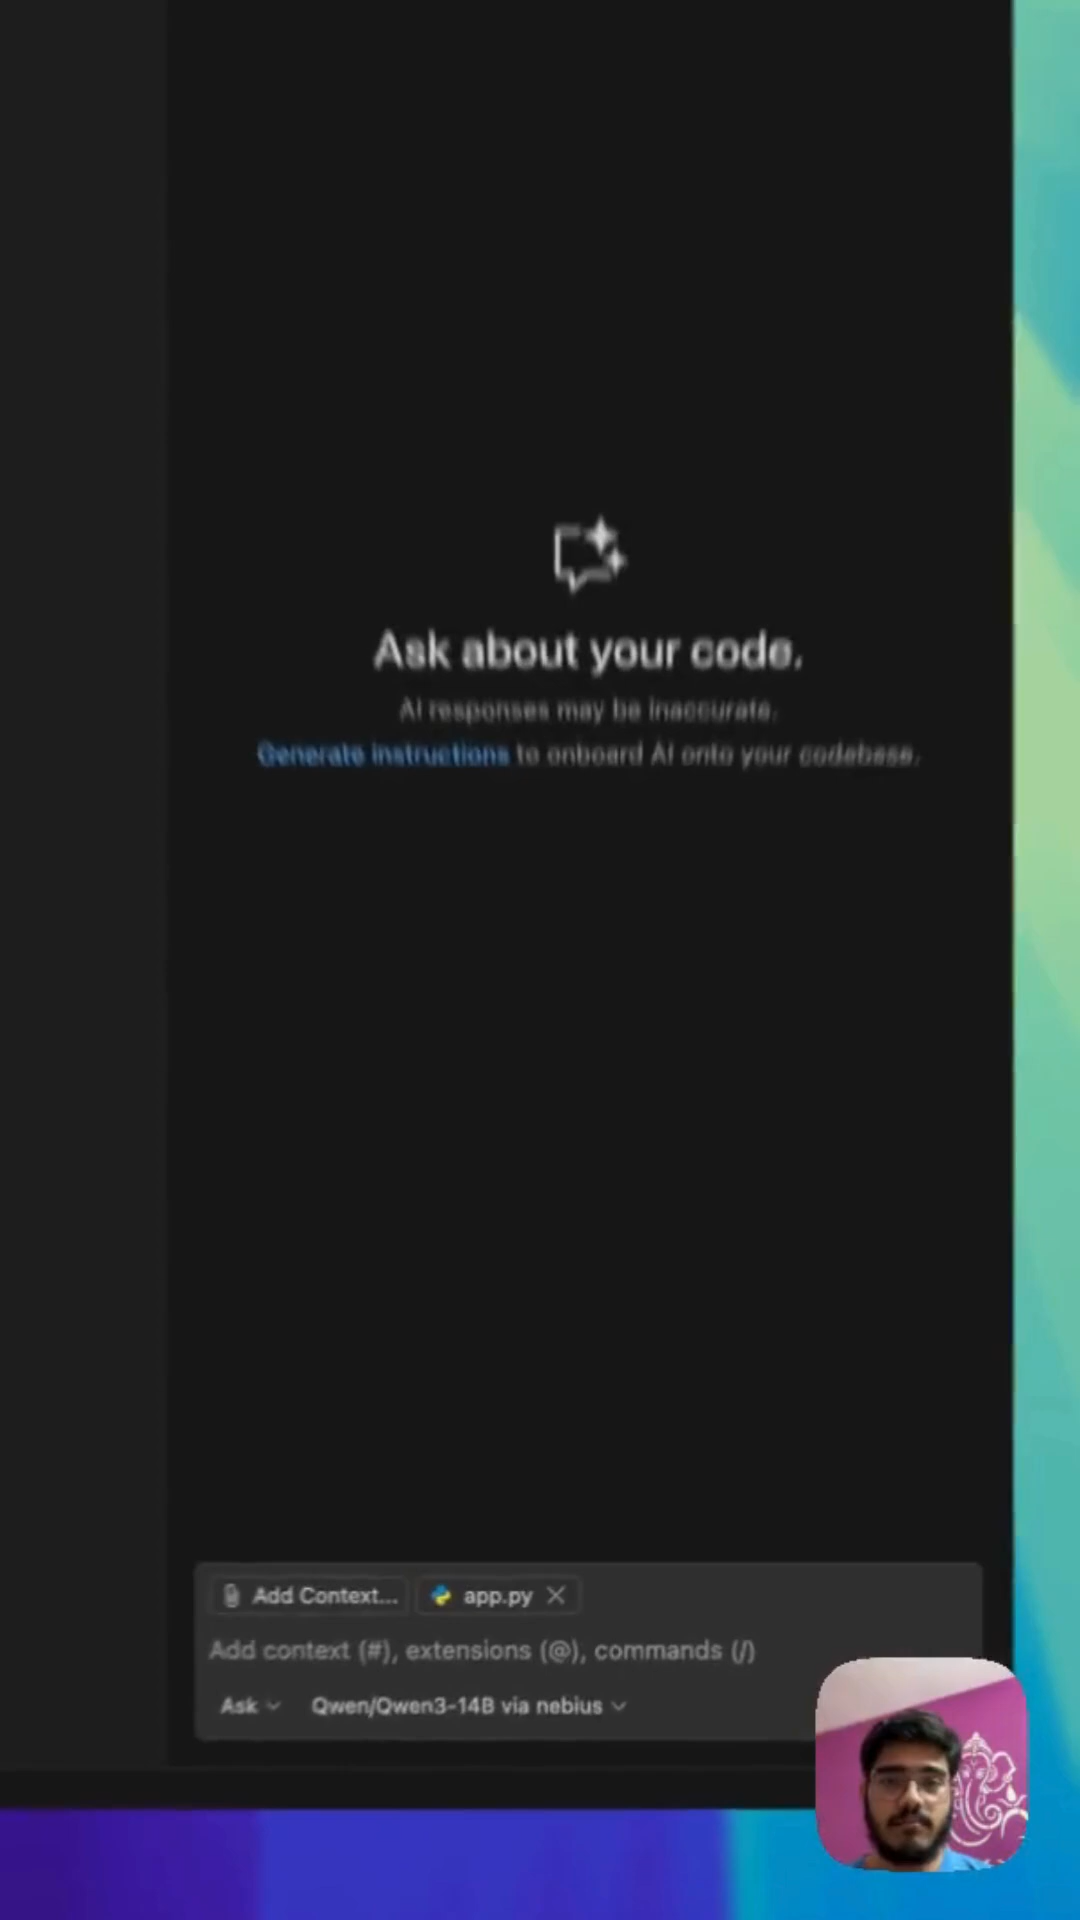 Ask about your code.
AI responses may be inaccurate.
Generate instructions to onboard AI onto your codebase.
Add Context...
app.py
Add context (#), extensions (@), commands (/)
Ask
Qwen/Qwen3-14B via nebius